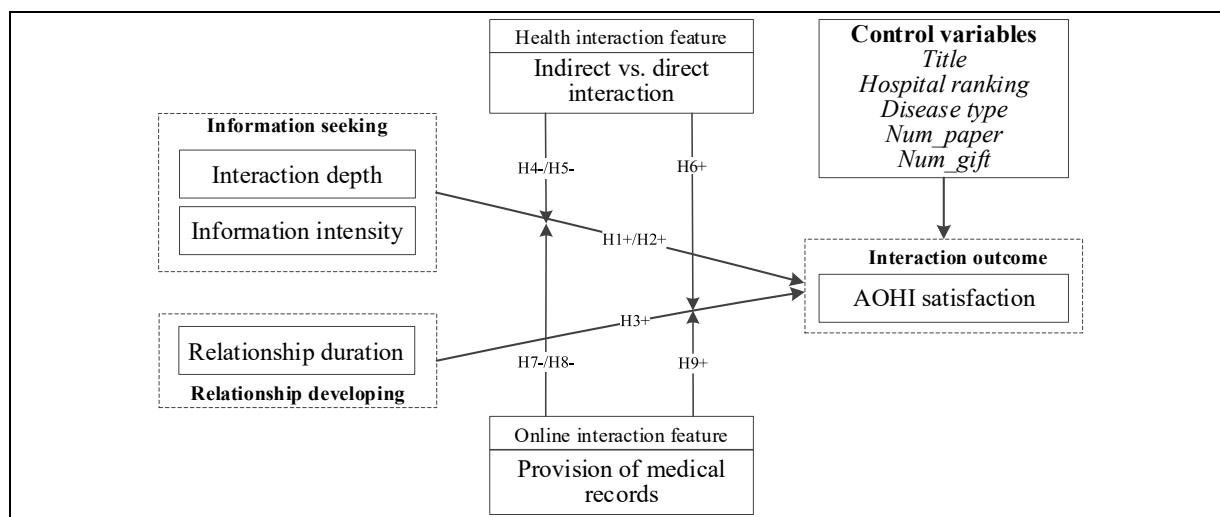 Health interaction feature
Indirect vs. direct
interaction
Control variables
Title
Hospital ranking
Disease type
Num_paper
Num_gift
Information seeking
Interaction depth
Information intensity
H4-/H5-
H6+
H1+/H2+
Interaction outcome
AOHI satisfaction
H3+
Relationship duration
Relationship developing
H7-/H8-
H9+
Online interaction feature
Provision of medical
records